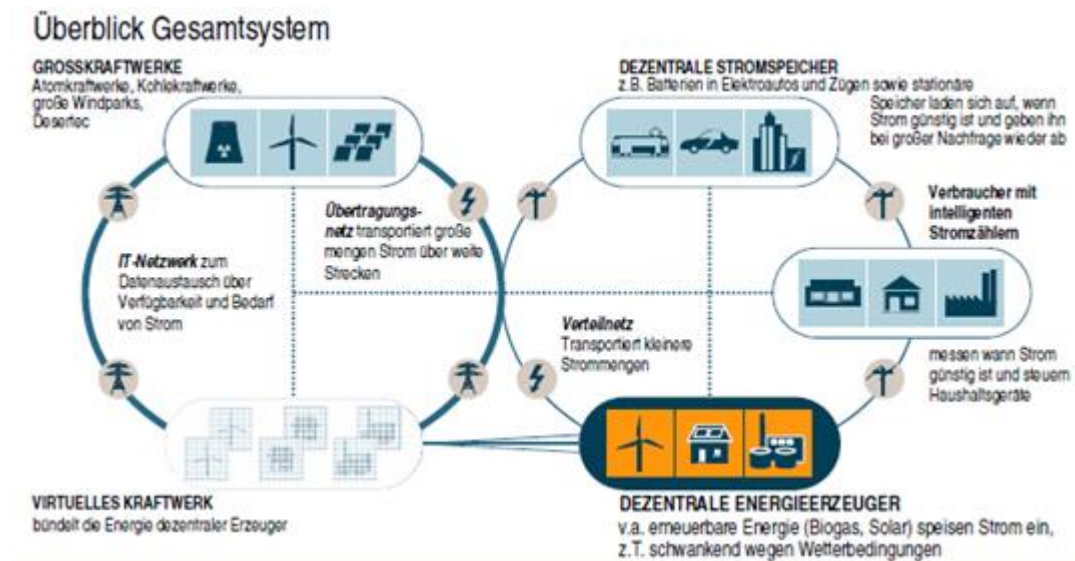 Überblick Gesamtsystem
GROSSKRAFTWERKE
Atomkraftwerke, Kohlekraftwerke,
große Windparks,
Desertec
DEZENTRALE STROMSPEICHER
z.B. Batterien in Elektroautos und Zügen sowie stationäre
Speicher laden sich auf, wenn
Strom günstig ist und geben ihn
bei großer Nachfrage wieder ab
Übertragungs-
netz transportiert große
mengen Strom über weite
Strecken
IT-Netzwerk zum
Datenaustausch über
Verfügbarkeit und Bedarf
von Strom
Verbraucher mit
intelligenten
Stromzählern
Verteilnetz
Transportiert kleinere
Strommengen
messen wann Strom
günstig ist und steuern
Haushaltsgeräte
VIRTUELLES KRAFTWERK
bündelt die Energie dezentraler Erzeuger
DEZENTRALE ENERGIEERZEUGER
v.a. erneuerbare Energie (Biogas, Solar) speisen Strom ein,
z.T. schwankend wegen Wetterbedingungen